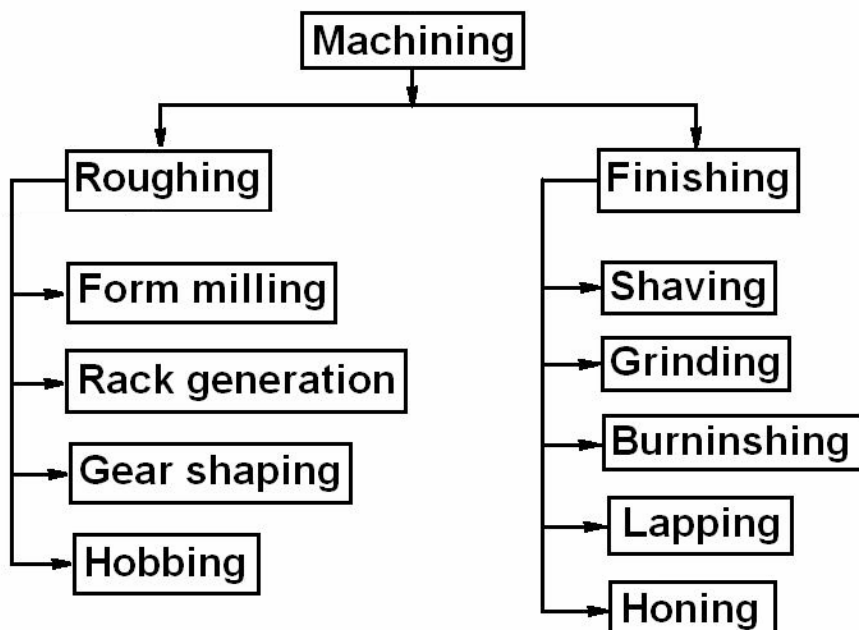 Machining
Roughing
Form milling
Rack generation
Gear shaping
Hobbing
Finishing
Shaving
Grinding
Burninshing
Lapping
Honing